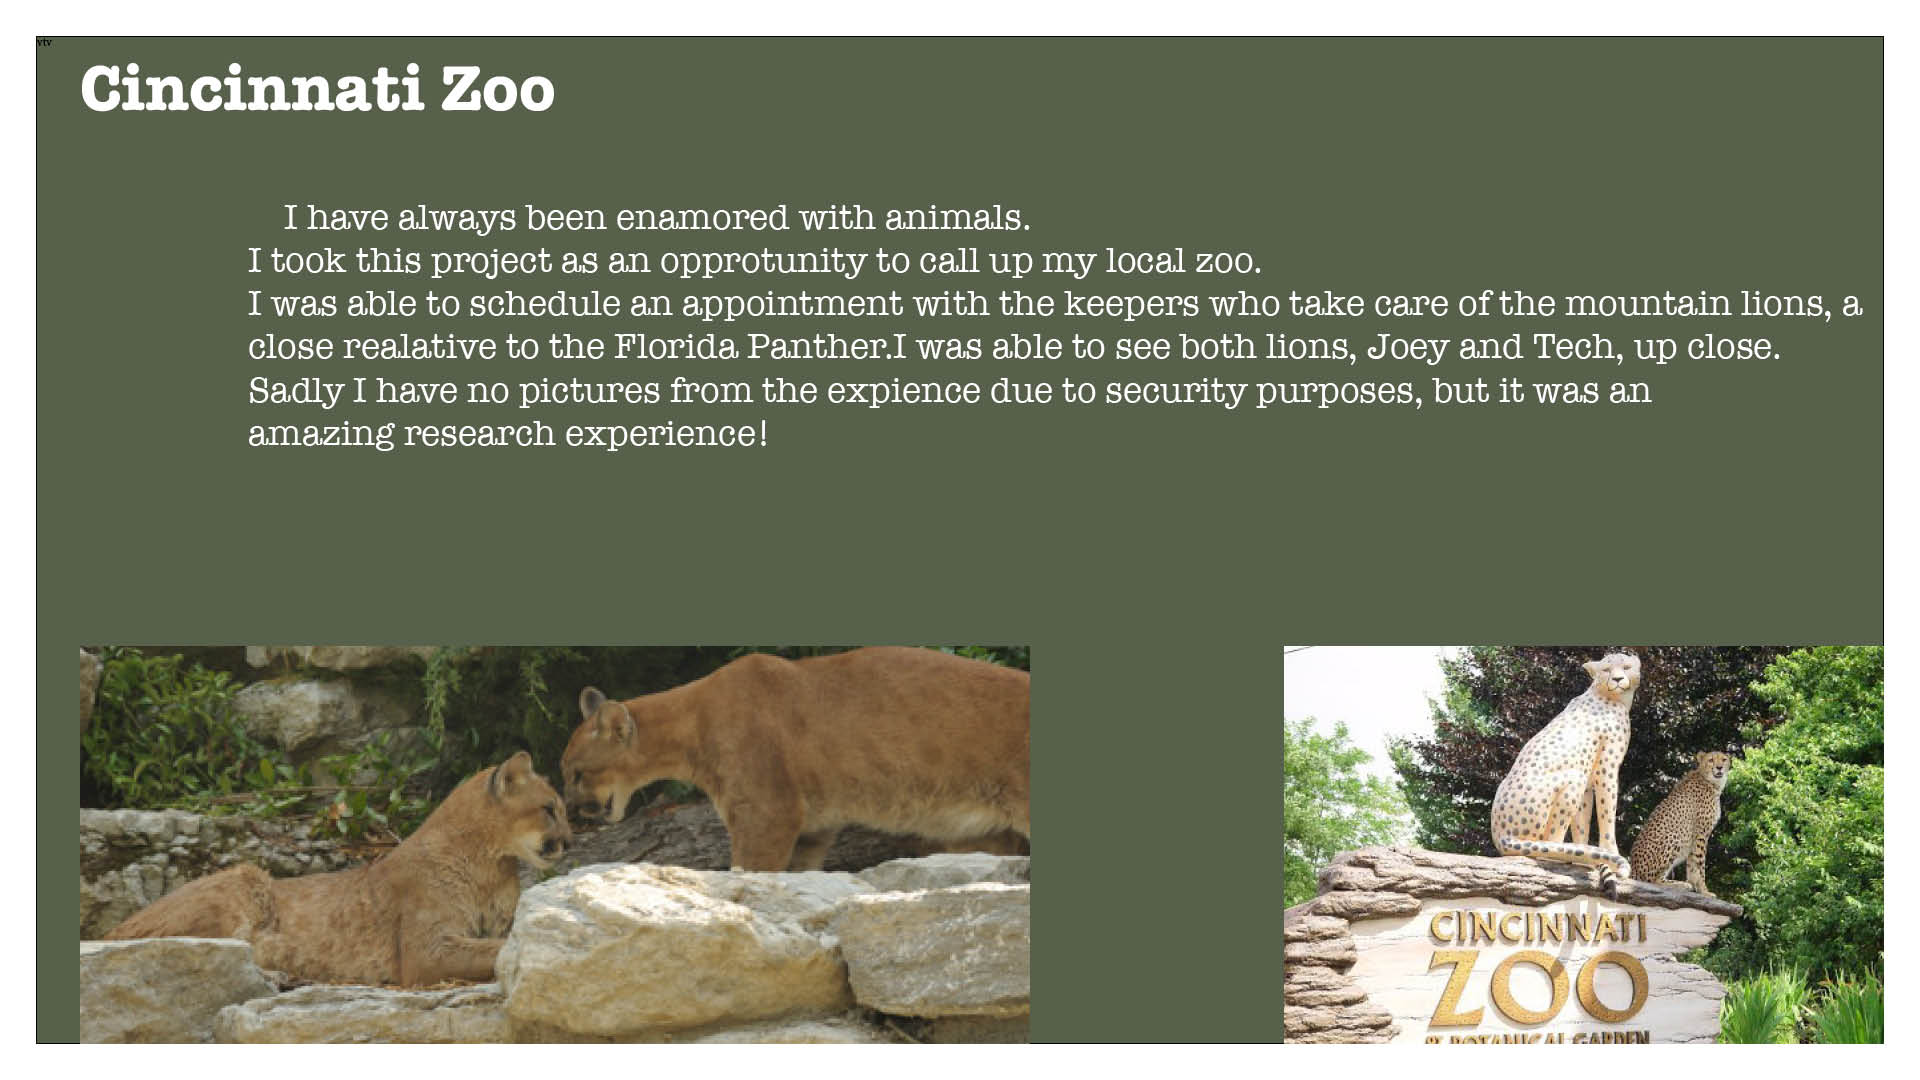 vtv
Cincinnati Zoo
I have always been enamored with animals.
I took this project as an opprotunity to call up my local zoo.
I was able to schedule an appointment with the keepers who take care of the mountain lions, a
close realative to the Florida Panther.I was able to see both lions, Joey and Tech, up close.
Sadly I have no pictures from the expience due to security purposes, but it was an
amazing research experience!
CINCINNATI
ZOO
& BOTANICAL GARDEN